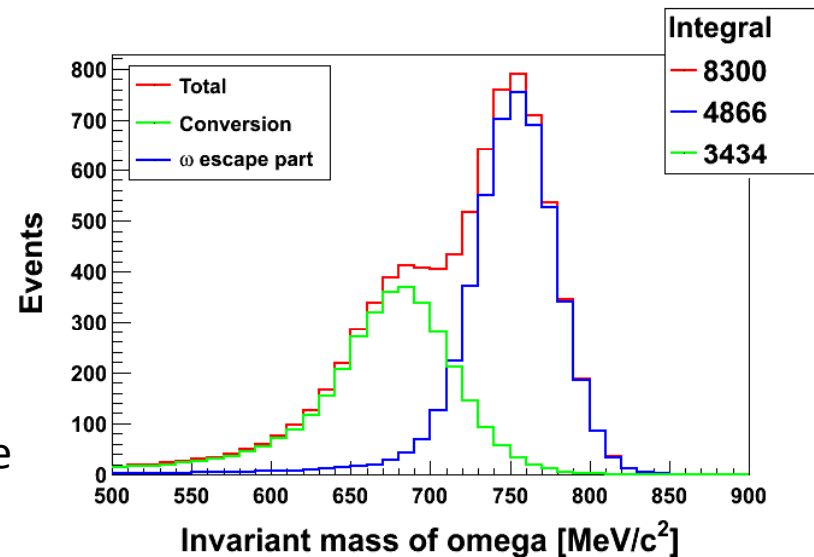 Integral
8300
4866
3434
Total
Conversion
ω escape part
800
700
600
500
400
300
200
100
0
Events
500 550 600 650 700 750 800 850 900
Invariant mass of omega [MeV/c²]
e